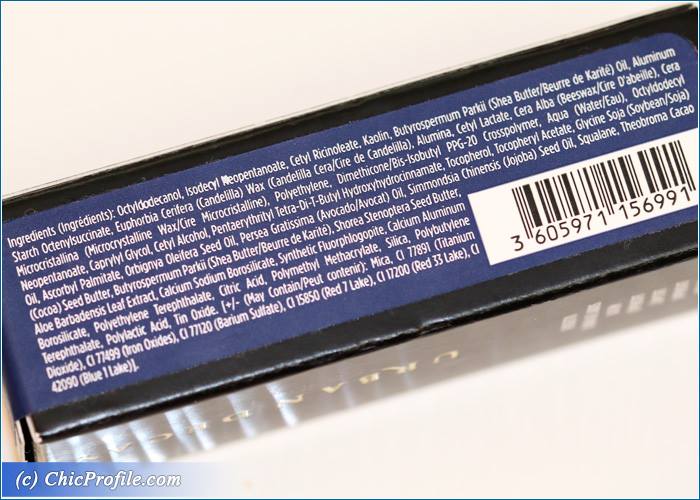 Ingredients (Ingrédients): Octyldodecanol, Isodecyl Neopentanoate, Cetyl Ricinoleate, Kaolin, Butyrospermum Parkii (Shea Butter/Beurre de Karité) Oil, Aluminum
Starch Octenylsuccinate, Euphorbia Cerifera (Candelilla) Wax (Candelilla Cera/Cire de Candelilla), Alumina, Cetyl Lactate, Cera Alba (Beeswax/Cire D'abeille), Cera
Microcristallina (Microcrystalline Wax/Cire Microcristalline), Polyethylene, Dimethicone/Bis-Isobutyl PPG-20 Crosspolymer, Aqua (Water/Eau), Octyldodecyl
Neopentanoate, Caprylyl Glycol, Cetyl Alcohol, Pentaerythrityl Tetra-Di-T-Butyl Hydroxyhydrocinnamate, Tocopherol, Tocopheryl Acetate, Glycine Soja (Soybean/Soja)
Oil, Ascorbyl Palmitate, Orbignya Oleifera Seed Oil, Persea Gratissima (Avocado/Avocat) Oil, Simmondsia Chinensis (Jojoba) Seed Oil, Squalane, Theobroma Cacao
(Cocoa) Seed Butter, Butyrospermum Parkii (Shea Butter/Beurre de Karité), Shorea Stenoptera Seed Butter,
Aloe Barbadensis Leaf Extract, Calcium Sodium Borosilicate, Synthetic Fluorphlogopite, Calcium Aluminum
Borosilicate, Polyethylene Terephthalate, Citric Acid, Polymethyl Methacrylate, Silica, Polybutylene
Terephthalate, Polylactic Acid, Tin Oxide. [+/- (May Contain/Peut contenir): Mica, CI 77891 (Titanium
Dioxide), CI 77499 (Iron Oxides), CI 77120 (Barium Sulfate), CI 15850 (Red 7 Lake), CI 17200 (Red 33 Lake), CI
42090 (Blue 1 Lake)].
3 605971 156991
URBAN DECAY
(c) ChicProfile.com